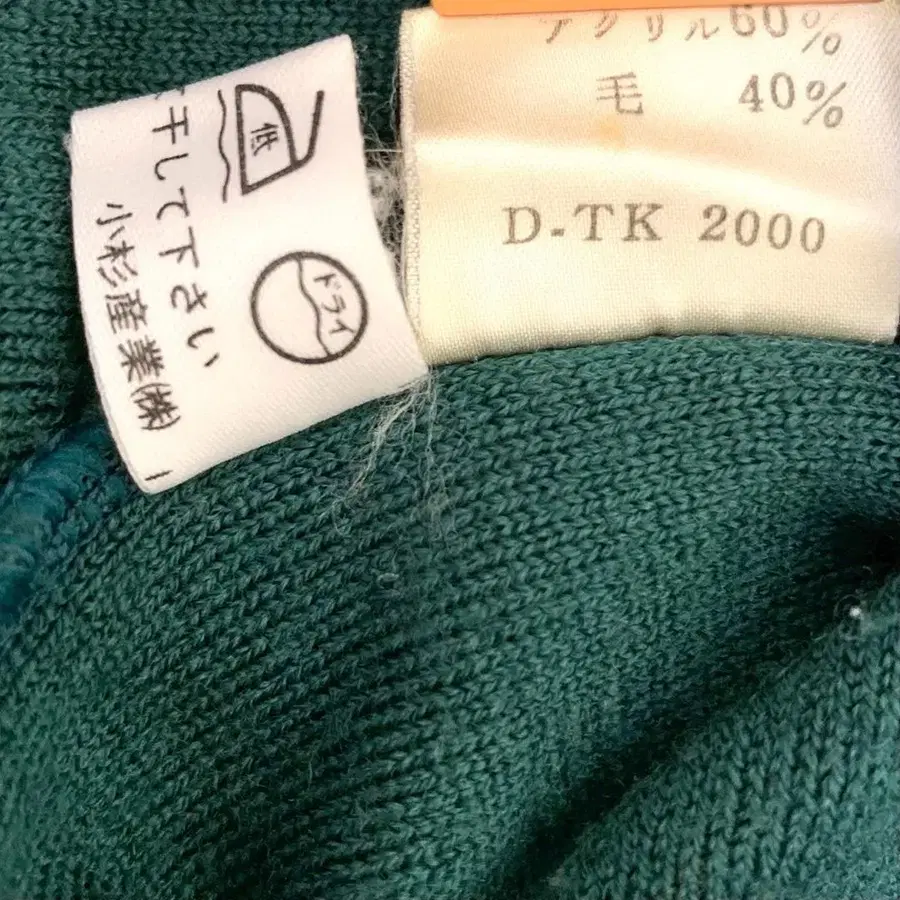 アクリル60%
毛 40%
D-TK 2000
低
干して下さい
ドライ
小杉産業㈱